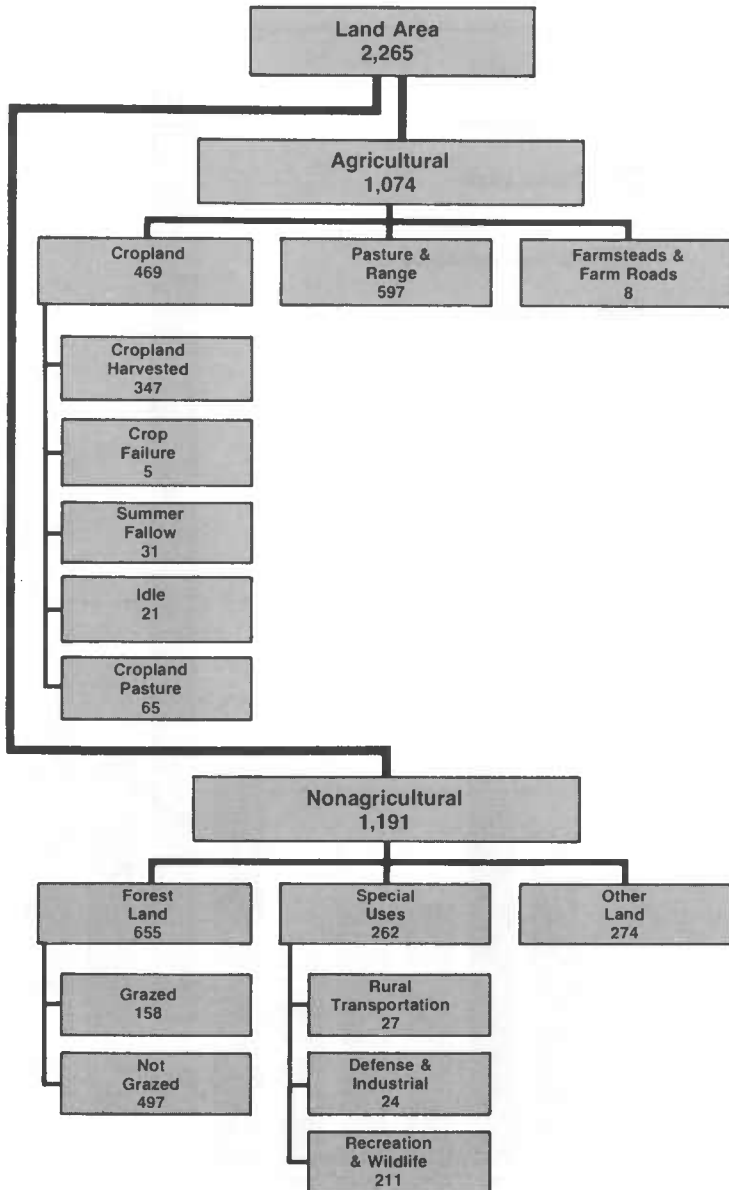 Land Area
2,265
Agricultural
1,074
Cropland
469
Pasture &
Range
597
Farmsteads &
Farm Roads
8
Cropland
Harvested
347
Crop
Failure
5
Summer
Fallow
31
Idle
21
Cropland
Pasture
65
Nonagricultural
1,191
Forest
Land
655
Special
Uses
262
Other
Land
274
Grazed
158
Not
Grazed
497
Rural
Transportation
27
Defense &
Industrial
24
Recreation
& Wildlife
211